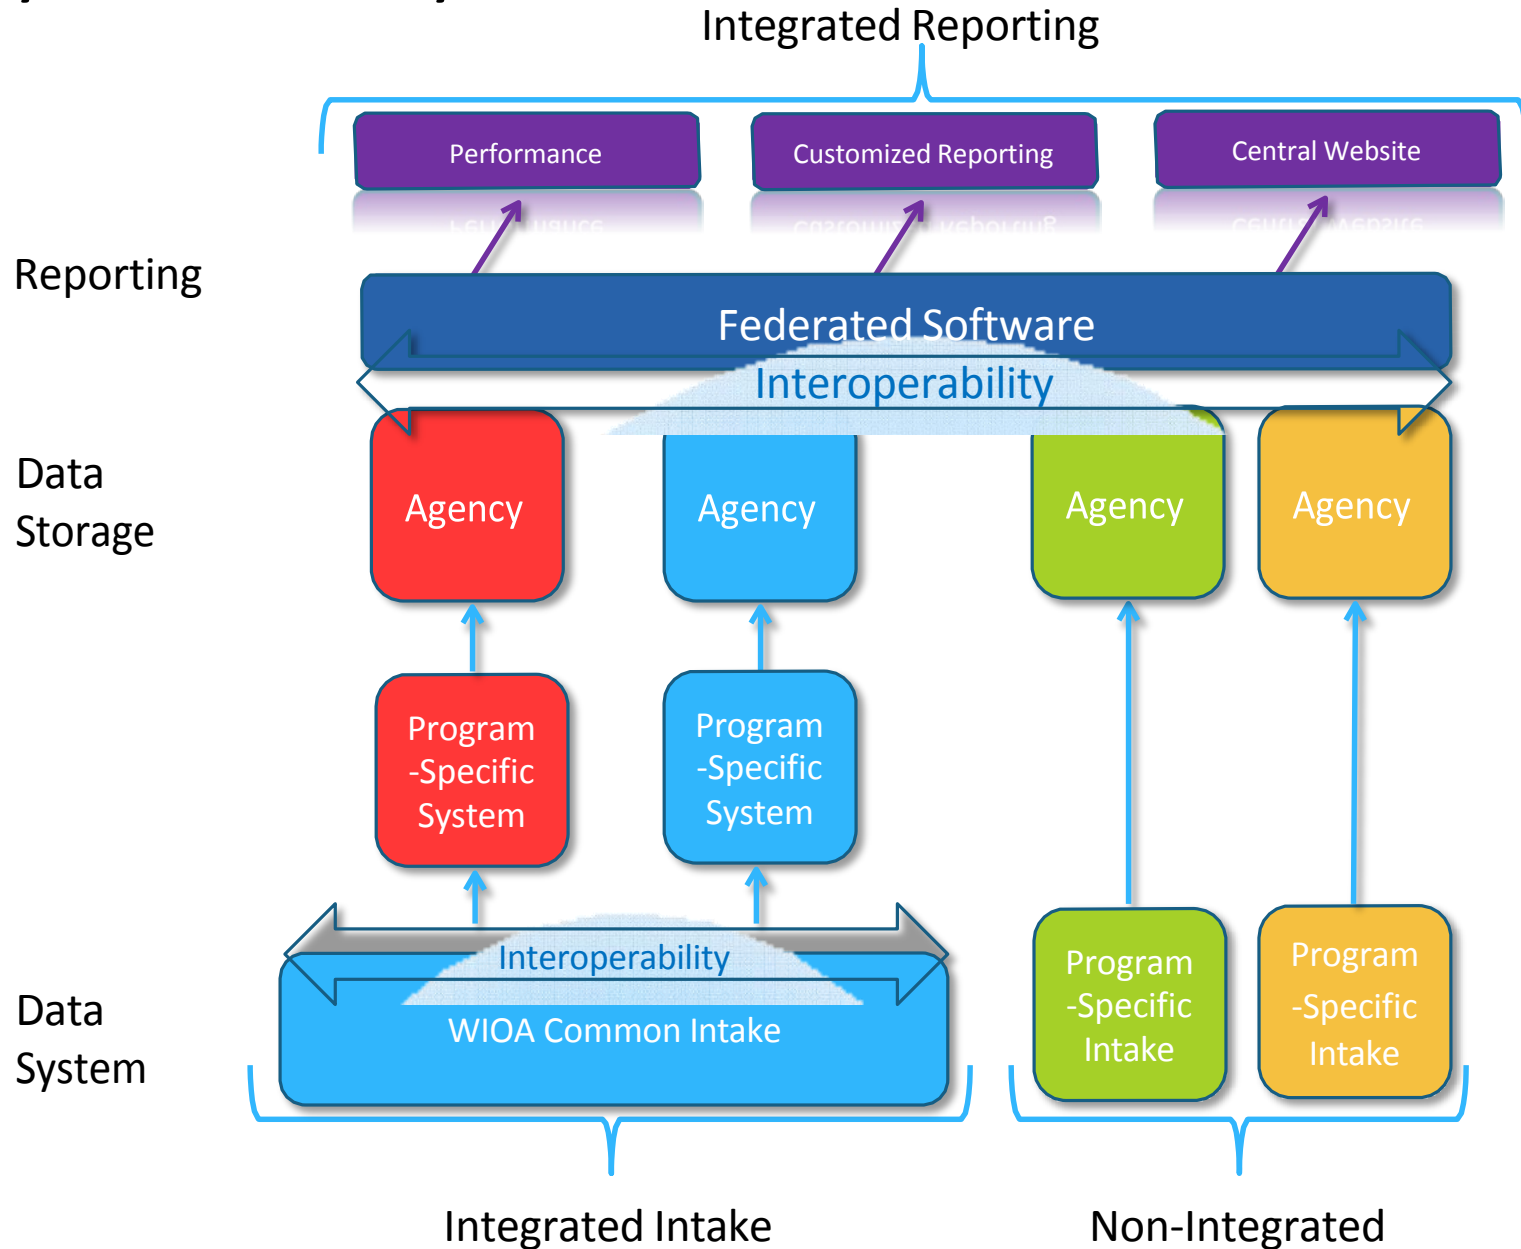 Integrated Reporting
Performance
Customized Reporting
Central Website
Reporting
Federated Software
Interoperability
Data
Storage
Agency
Agency
Agency
Agency
Program
-Specific
System
Program
-Specific
System
Data
System
Interoperability
WIOA Common Intake
Program
-Specific
Intake
Program
-Specific
Intake
Integrated Intake
Non-Integrated